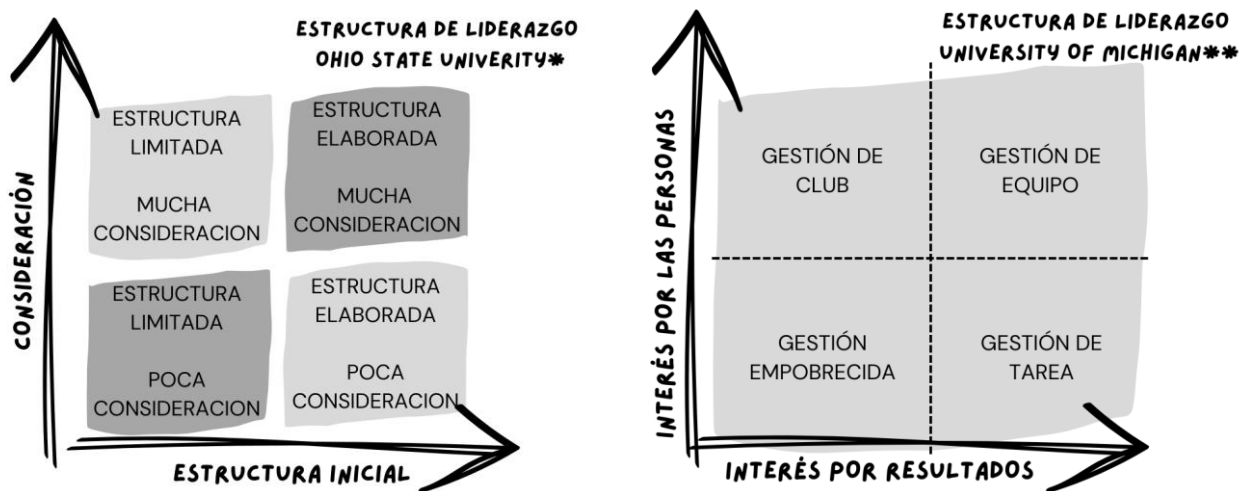 ESTRUCTURA DE LIDERAZGO
OHIO STATE UNIVERITY*
CONSIDERACIÓN
ESTRUCTURA
LIMITADA
MUCHA
CONSIDERACION
ESTRUCTURA
ELABORADA
MUCHA
CONSIDERACION
ESTRUCTURA
LIMITADA
POCA
CONSIDERACION
ESTRUCTURA
ELABORADA
POCA
CONSIDERACION
ESTRUCTURA INICIAL
ESTRUCTURA DE LIDERAZGO
UNIVERSITY OF MICHIGAN**
INTERÉS POR LAS PERSONAS
GESTIÓN DE
CLUB
GESTIÓN DE
EQUIPO
GESTIÓN
EMPOBRECIDA
GESTIÓN DE
TAREA
INTERÉS POR RESULTADOS